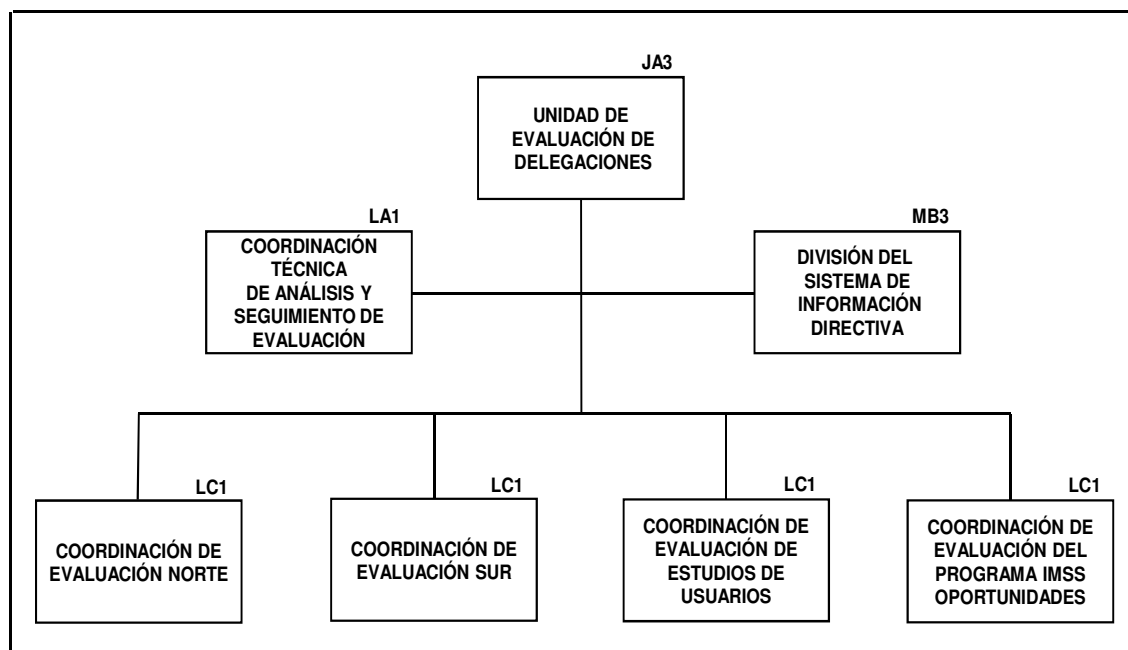 JA3
UNIDAD DE
EVALUACIÓN DE
DELEGACIONES
LA1
COORDINACIÓN
TÉCNICA
DE ANÁLISIS Y
SEGUIMIENTO DE
EVALUACIÓN
MB3
DIVISIÓN DEL
SISTEMA DE
INFORMACIÓN
DIRECTIVA
LC1
COORDINACIÓN DE
EVALUACIÓN NORTE
LC1
COORDINACIÓN DE
EVALUACIÓN SUR
LC1
COORDINACIÓN DE
EVALUACIÓN DE
ESTUDIOS DE
USUARIOS
LC1
COORDINACIÓN DE
EVALUACIÓN DEL
PROGRAMA IMSS
OPORTUNIDADES